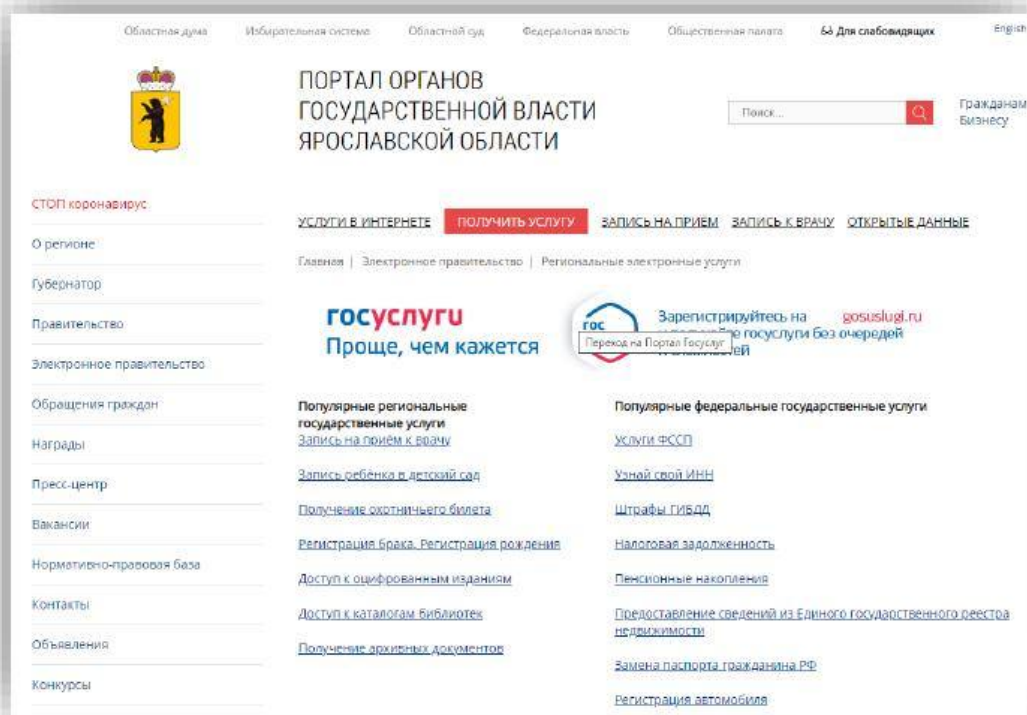 Областная дума Избирательная система Областной суд Федеральная власть Общественная палата Для слабовидящих English
ПОРТАЛ ОРГАНОВ
ГОСУДАРСТВЕННОЙ ВЛАСТИ
ЯРОСЛАВСКОЙ ОБЛАСТИ
Поиск...
Гражданам
Бизнесу
СТОП коронавирус
О регионе
Губернатор
Правительство
Электронное правительство
Обращения граждан
Награды
Пресс-центр
Вакансии
Нормативно-правовая база
Контакты
Объявления
Конкурсы
УСЛУГИ В ИНТЕРНЕТЕ ПОЛУЧИТЬ УСЛУГУ ЗАПИСЬ НА ПРИЕМ ЗАПИСЬ К ВРАЧУ ОТКРЫТЫЕ ДАННЫЕ
Главная | Электронное правительство | Региональные электронные услуги
госуслуги
Проще, чем кажется
гос
Зарегистрируйтесь на gosuslugi.ru
госуслуги без очередей
Переход на Портал Госуслуг
Популярные региональные
государственные услуги
Запись на приём к врачу
Запись ребёнка в детский сад
Получение охотничьего билета
Регистрация брака. Регистрация рождения
Доступ к оцифрованным изданиям
Доступ к каталогам библиотек
Получение архивных документов
Популярные федеральные государственные услуги
Услуги ФССП
Узнай свой ИНН
Штрафы ГИБДД
Налоговая задолженность
Пенсионные накопления
Предоставление сведений из Единого государственного реестра
недвижимости
Замена паспорта гражданина РФ
Регистрация автомобиля